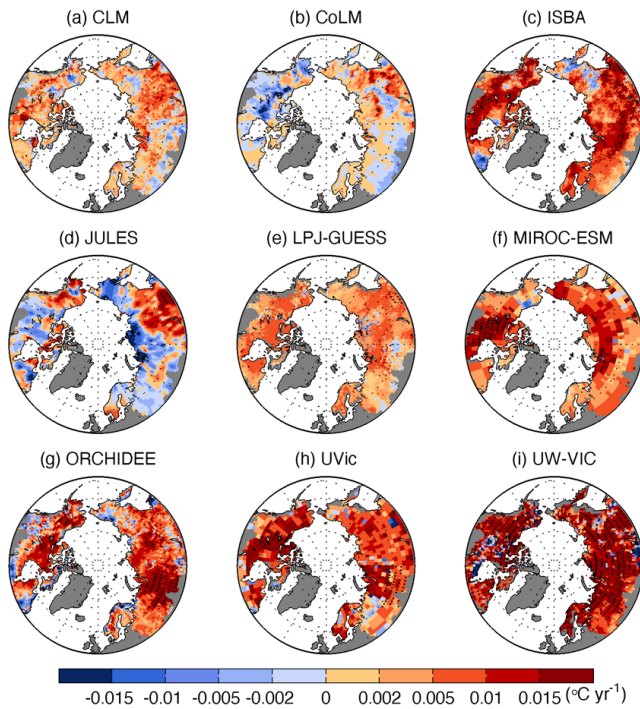 (a) CLM
(b) CoLM
(c) ISBA
(d) JULES
(e) LPJ-GUESS
(f) MIROC-ESM
(g) ORCHIDEE
(h) UVic
(i) UW-VIC
-0.015 -0.01 -0.005 -0.002 0 0.002 0.005 0.01 0.015 (°C yr⁻¹)